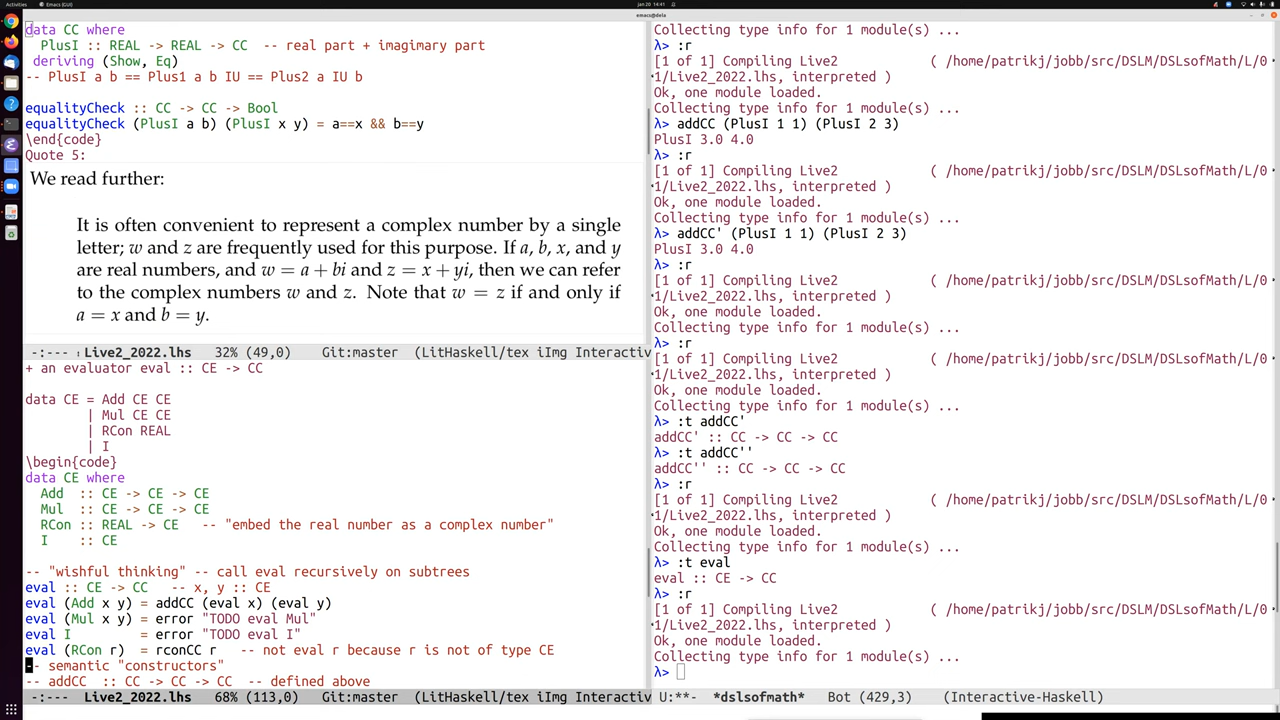 Activities
Emacs (GUI)
Jan 20 14:41
emacs@dela
data CC where
  PlusI :: REAL -> REAL -> CC  -- real part + imagimary part
 deriving (Show, Eq)
-- PlusI a b == Plus1 a b IU == Plus2 a IU b
equalityCheck :: CC -> CC -> Bool
equalityCheck (PlusI a b) (PlusI x y) = a==x && b==y
\end{code}
Quote 5:
We read further:
It is often convenient to represent a complex number by a single
letter; w and z are frequently used for this purpose. If a, b, x, and y
are real numbers, and w = a + bi and z = x + yi, then we can refer
to the complex numbers w and z. Note that w = z if and only if
a = x and b = y.
-:--- Live2_2022.lhs   32% (49,0)     Git:master  (LitHaskell/tex iImg Interactiv
+ an evaluator eval :: CE -> CC
data CE = Add CE CE
        | Mul CE CE
        | RCon REAL
        | I
\begin{code}
data CE where
  Add  :: CE -> CE -> CE
  Mul  :: CE -> CE -> CE
  RCon :: REAL -> CE  -- "embed the real number as a complex number"
  I    :: CE
-- "wishful thinking" -- call eval recursively on subtrees
eval :: CE -> CC   -- x, y :: CE
eval (Add x y) = addCC (eval x) (eval y)
eval (Mul x y) = error "TODO eval Mul"
eval I         = error "TODO eval I"
eval (RCon r)  = rconCC r   -- not eval r because r is not of type CE
-- semantic "constructors"
-- addCC  :: CC -> CC -> CC  -- defined above
-:---  Live2_2022.lhs   68% (113,0)    Git:master  (LitHaskell/tex iImg Interactiv
Collecting type info for 1 module(s) ...
λ> :r
[1 of 1] Compiling Live2            ( /home/patrikj/jobb/src/DSLM/DSLsofMath/L/0
1/Live2_2022.lhs, interpreted )
Ok, one module loaded.
Collecting type info for 1 module(s) ...
λ> addCC (PlusI 1 1) (PlusI 2 3)
PlusI 3.0 4.0
λ> :r
[1 of 1] Compiling Live2            ( /home/patrikj/jobb/src/DSLM/DSLsofMath/L/0
1/Live2_2022.lhs, interpreted )
Ok, one module loaded.
Collecting type info for 1 module(s) ...
λ> addCC' (PlusI 1 1) (PlusI 2 3)
PlusI 3.0 4.0
λ> :r
[1 of 1] Compiling Live2            ( /home/patrikj/jobb/src/DSLM/DSLsofMath/L/0
1/Live2_2022.lhs, interpreted )
Ok, one module loaded.
Collecting type info for 1 module(s) ...
λ> :r
[1 of 1] Compiling Live2            ( /home/patrikj/jobb/src/DSLM/DSLsofMath/L/0
1/Live2_2022.lhs, interpreted )
Ok, one module loaded.
Collecting type info for 1 module(s) ...
λ> :t addCC'
addCC' :: CC -> CC -> CC
λ> :t addCC''
addCC'' :: CC -> CC -> CC
λ> :r
[1 of 1] Compiling Live2            ( /home/patrikj/jobb/src/DSLM/DSLsofMath/L/0
1/Live2_2022.lhs, interpreted )
Ok, one module loaded.
Collecting type info for 1 module(s) ...
λ> :t eval
eval :: CE -> CC
λ> :r
[1 of 1] Compiling Live2            ( /home/patrikj/jobb/src/DSLM/DSLsofMath/L/0
1/Live2_2022.lhs, interpreted )
Ok, one module loaded.
Collecting type info for 1 module(s) ...
λ>
U:**-  *dslsofmath*   Bot (429,3)    (Interactive-Haskell)